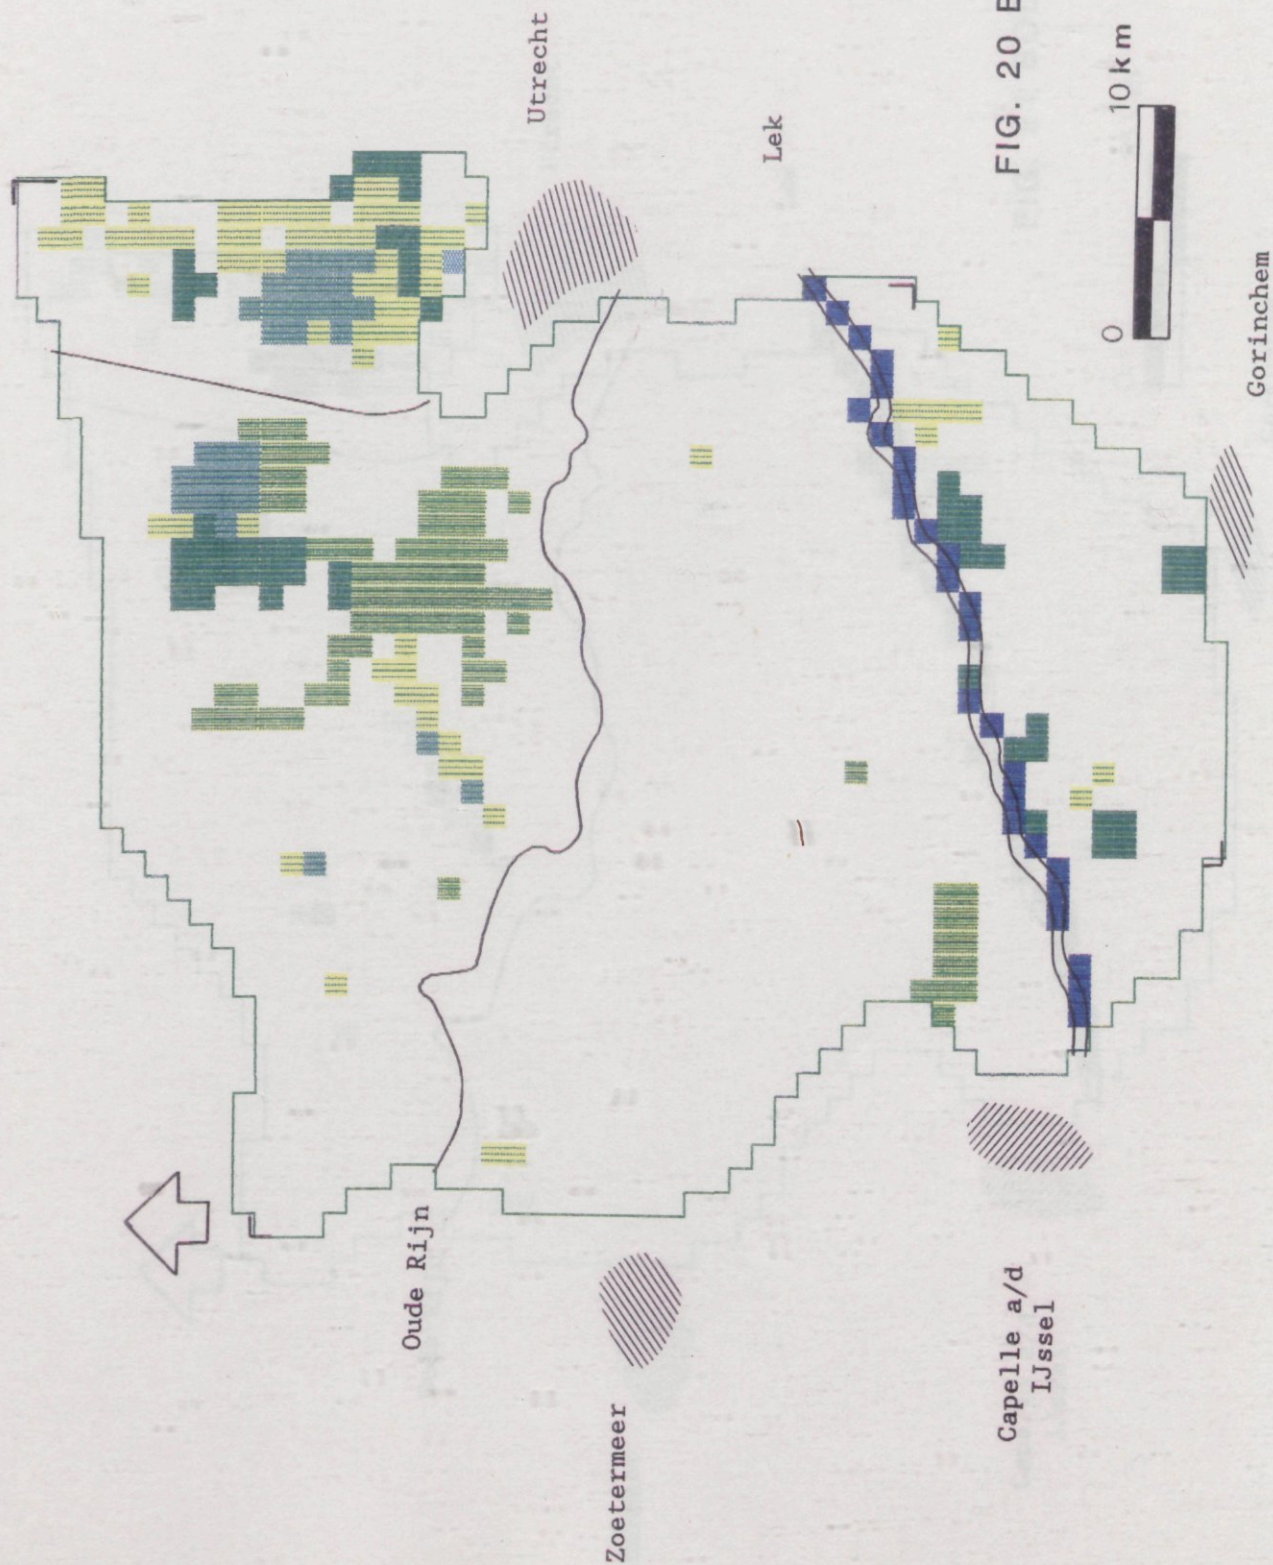 Utrecht
Oude Rijn
Zoetermeer
Lek
Capelle a/d
IJssel
Gorinchem
FIG. 20 B
0 10 km